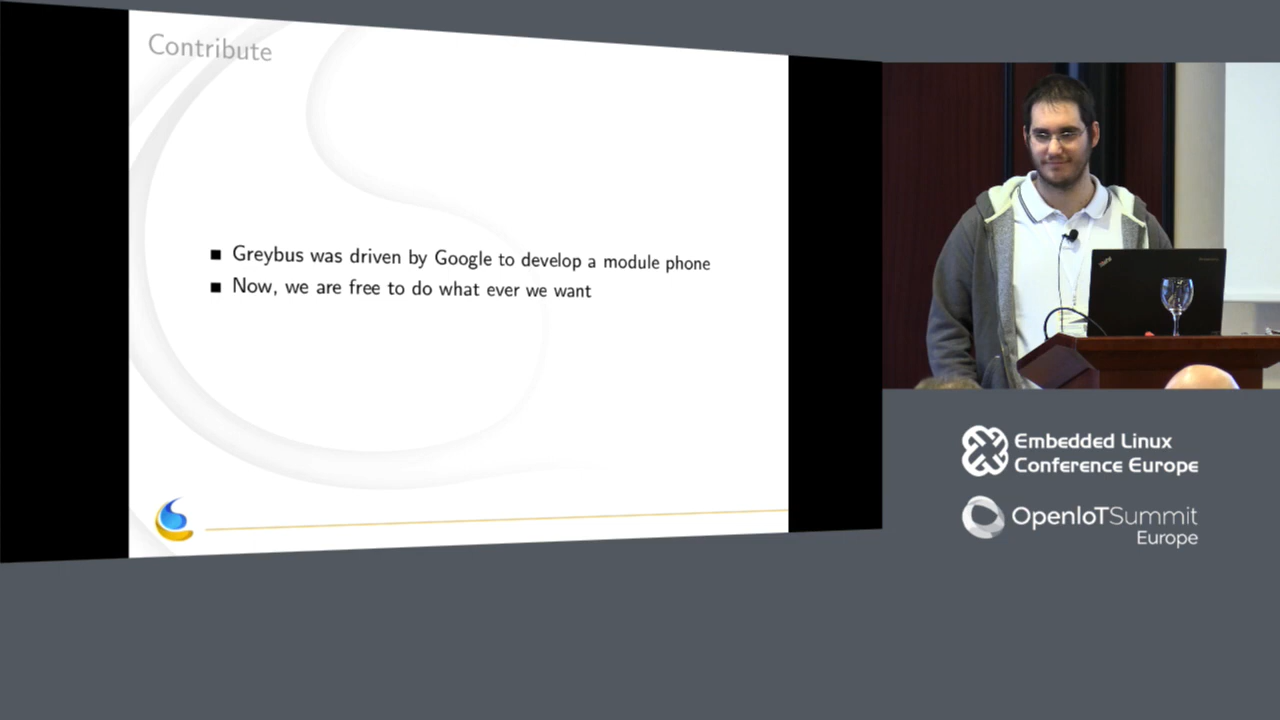 Contribute
Greybus was driven by Google to develop a module phone
Now, we are free to do what ever we want
Embedded Linux
Conference Europe
OpenIoTSummit
Europe